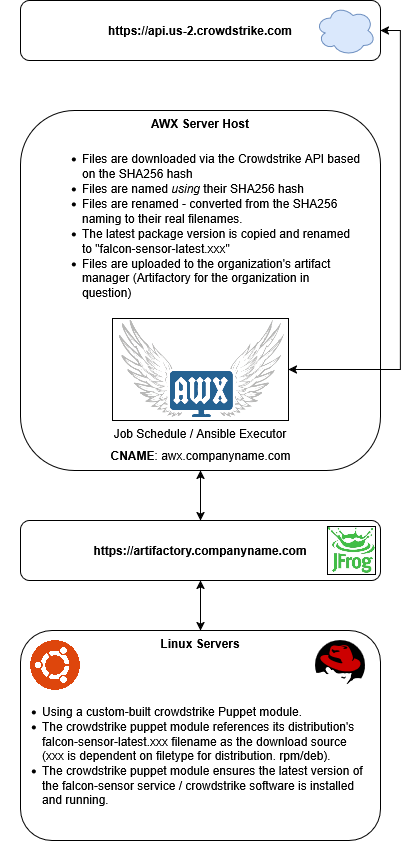 https://api.us-2.crowdstrike.com
AWX Server Host
• Files are downloaded via the Crowdstrike API based
on the SHA256 hash
• Files are named using their SHA256 hash
• Files are renamed - converted from the SHA256
naming to their real filenames.
• The latest package version is copied and renamed
to "falcon-sensor-latest.xxx"
• Files are uploaded to the organization's artifact
manager (Artifactory for the organization in
question)
AWX
Job Schedule / Ansible Executor
CNAME: awx.companyname.com
https://artifactory.companyname.com
JFrog
Linux Servers
• Using a custom-built crowdstrike Puppet module.
• The crowdstrike puppet module references its distribution's
falcon-sensor-latest.xxx filename as the download source
(xxx is dependent on filetype for distribution. rpm/deb).
• The crowdstrike puppet module ensures the latest version of
the falcon-sensor service / crowdstrike software is installed
and running.